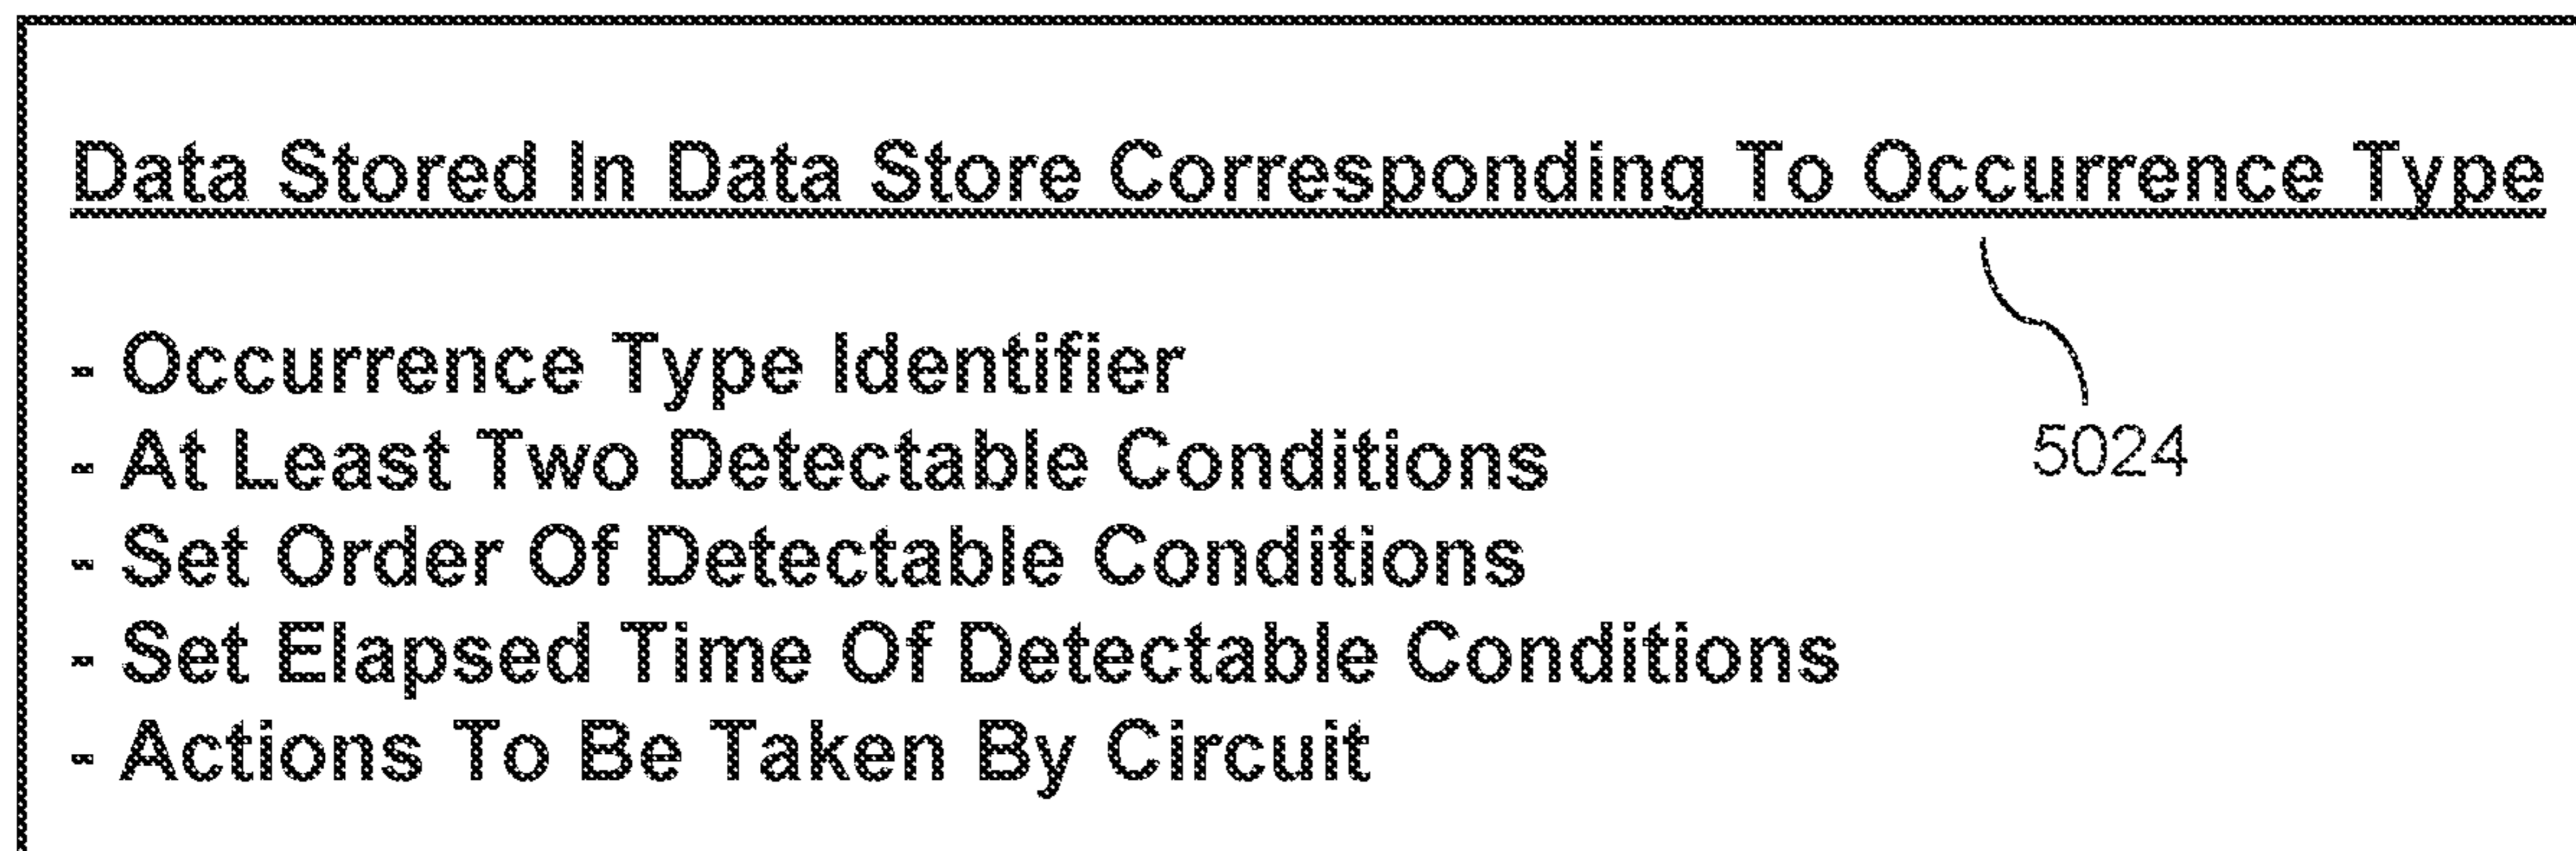 Data Stored In Data Store Corresponding To Occurrence Type
- Occurrence Type Identifier
- At Least Two Detectable Conditions
5024
- Set Order Of Detectable Conditions
- Set Elapsed Time Of Detectable Conditions
- Actions To Be Taken By Circuit